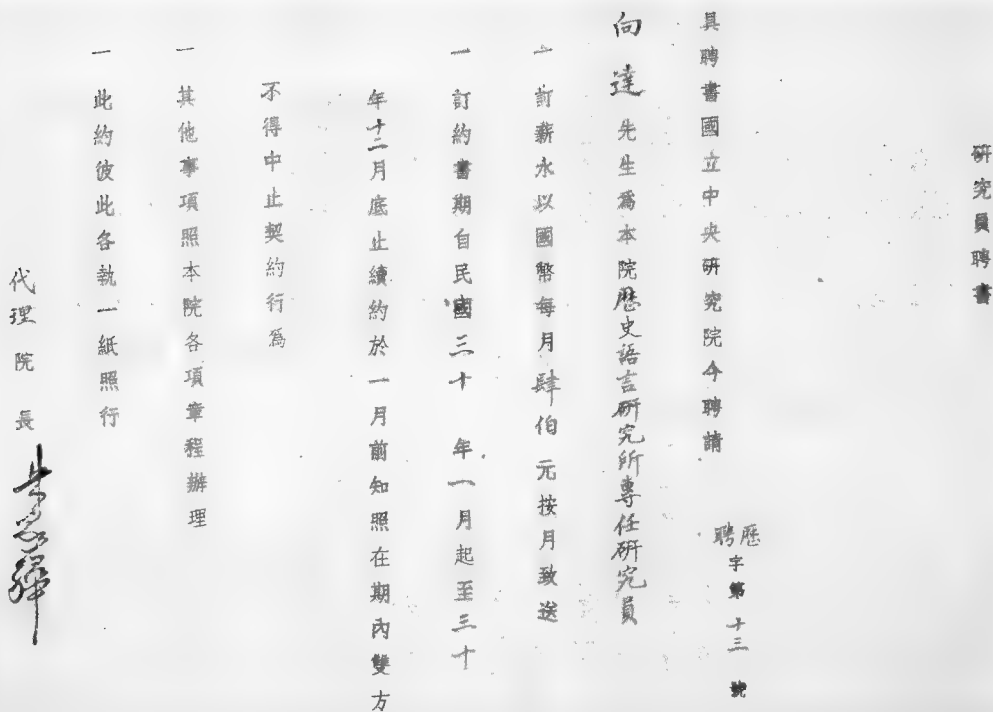 研究員聘書
歷聘字第十三號
具聘書國立中央研究院今聘請
向達先生為本院歷史語言研究所專任研究員
一訂薪水以國幣每月肆伯元按月致送
一訂約書期自民國三十年一月起至三十
年十二月底止續約於一月前知照在期內雙方
不得中止契約行為
一其他事項照本院各項章程辦理
一此約彼此各執一紙照行
代理院長朱家驊